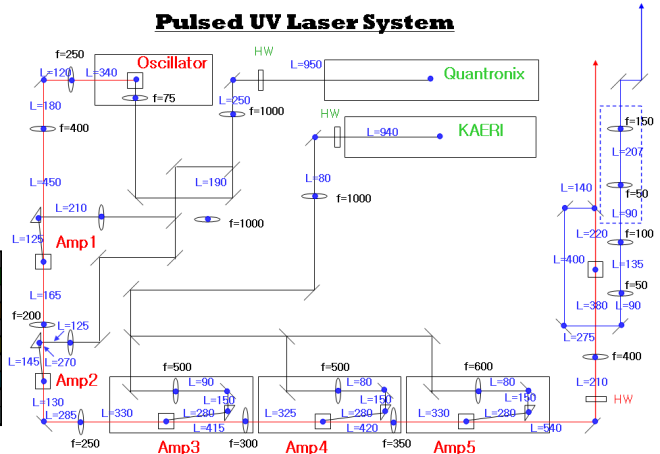 Pulsed UV Laser System
f=250
Oscillator
HW
L=950
Quantronix
L=120
L=340
f=75
L=250
f=1000
L=180
f=400
HW
KAERI
L=940
f=150
L=207
L=450
L=190
L=80
f=1000
f=50
L=140
L=90
L=210
f=1000
L=220
f=100
Amp1
L=125
L=400
L=135
L=165
f=50
L=380
L=90
f=200
L=125
L=275
L=145
L=270
f=400
Amp2
f=500
L=90
f=500
L=80
f=600
L=80
L=210
L=130
L=150
L=150
L=150
HW
L=285
L=330
L=280
L=325
L=280
L=330
L=280
L=415
L=420
L=540
f=250
Amp3
f=300
Amp4
f=350
Amp5